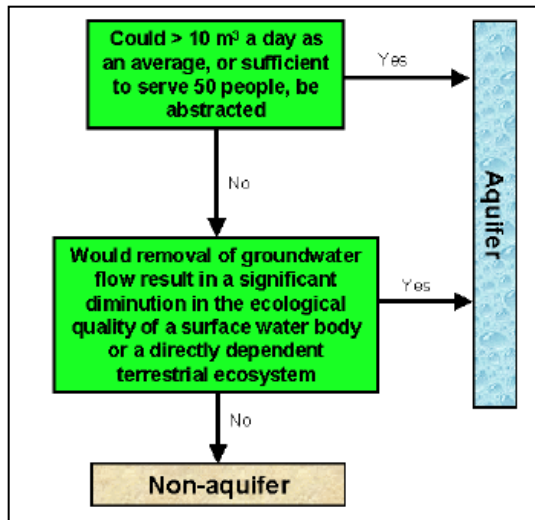 Could > 10 m³ a day as
an average, or sufficient
to serve 50 people, be
abstracted
Yes
Aquifer
No
Would removal of groundwater
flow result in a significant
diminution in the ecological
quality of a surface water body
or a directly dependent
terrestrial ecosystem
Yes
No
Non-aquifer